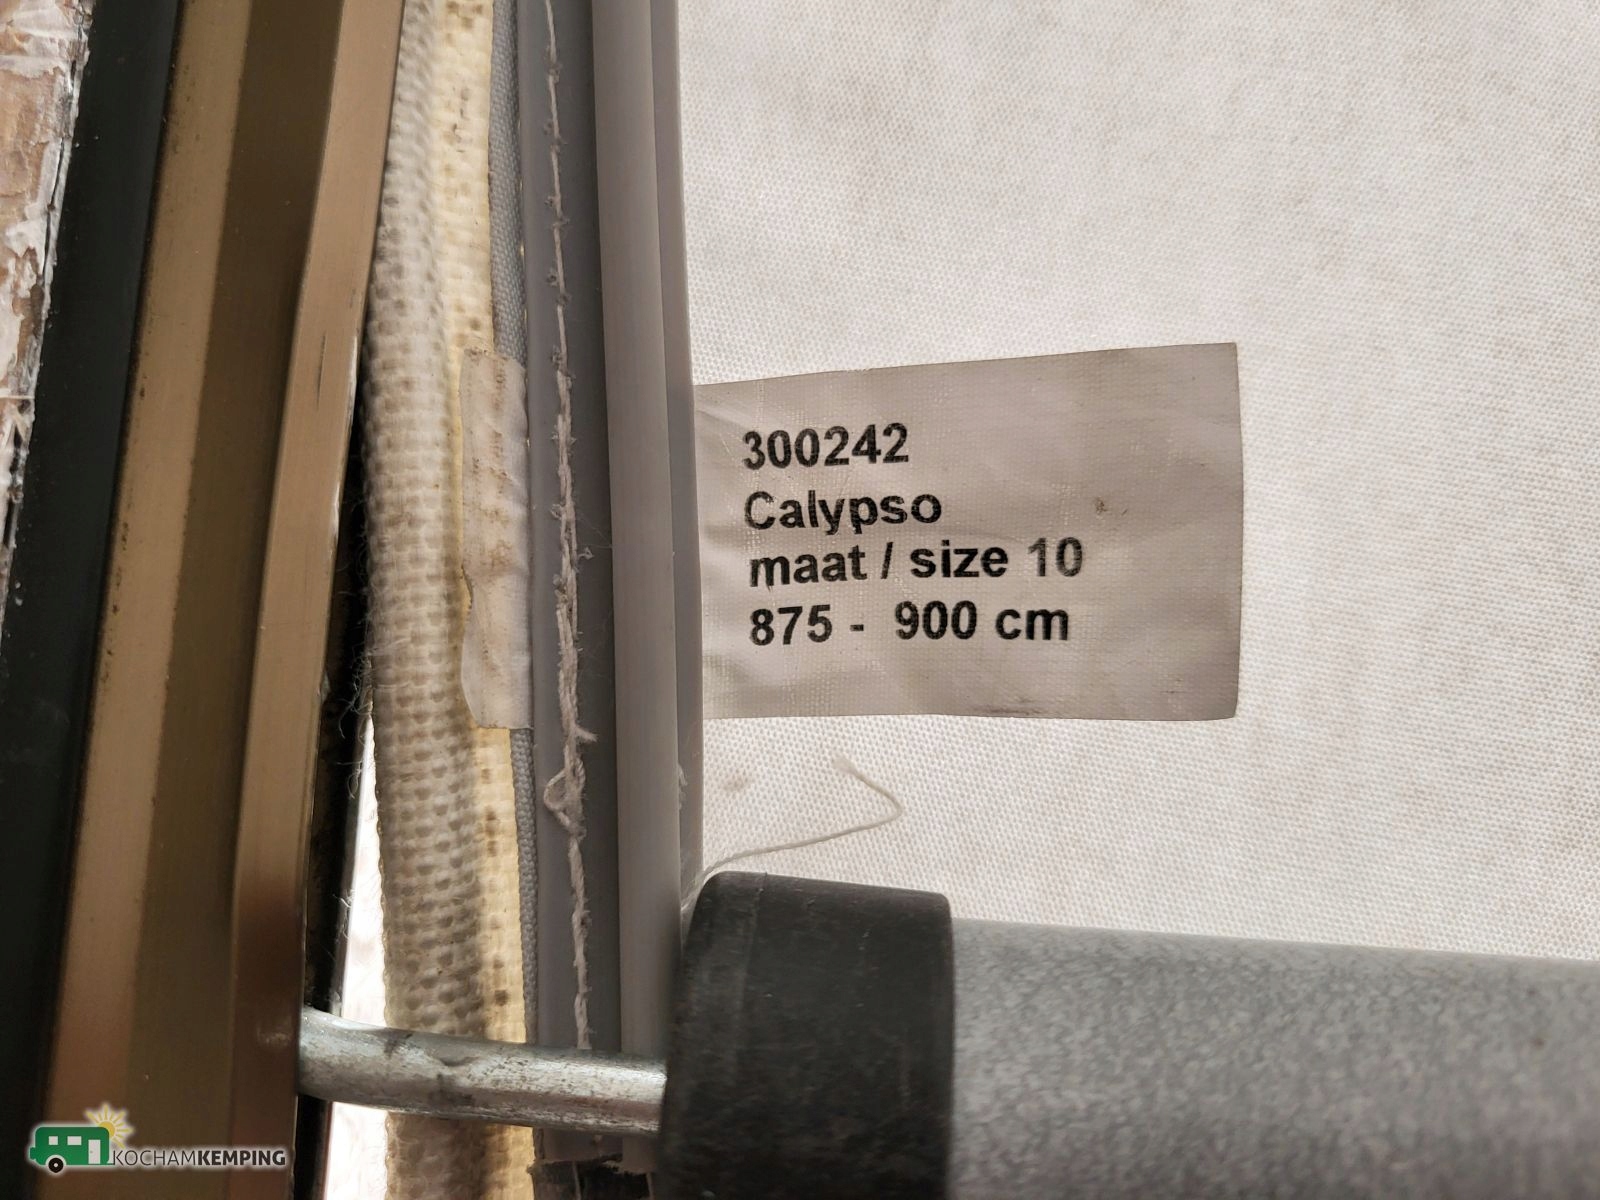 300242
Calypso
maat / size 10
875 - 900 cm
KOCHAMKEMPING